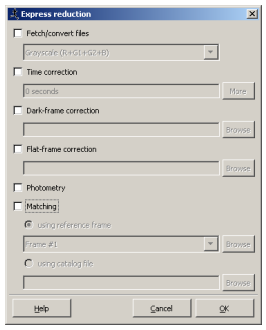 Express reduction
Fetch/convert files
Grayscale (R+G1+G2+B)
Time correction
0 seconds
More
Dark-frame correction
Browse
Flat-frame correction
Browse
Photometry
Matching
using reference frame
Frame #1
Browse
using catalog file
Browse
Help
Cancel
OK